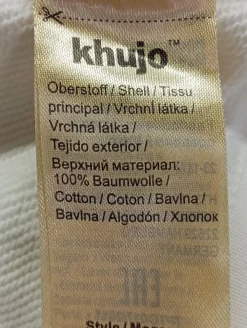 khujo™
Oberstoff / Shell / Tissu
principal / Vrchní látka /
Vrchná látka /
Tejido exterior /
Верхний материал:
100% Baumwolle /
Cotton / Coton / Bavlna /
Bavlna / Algodón / Хлопок